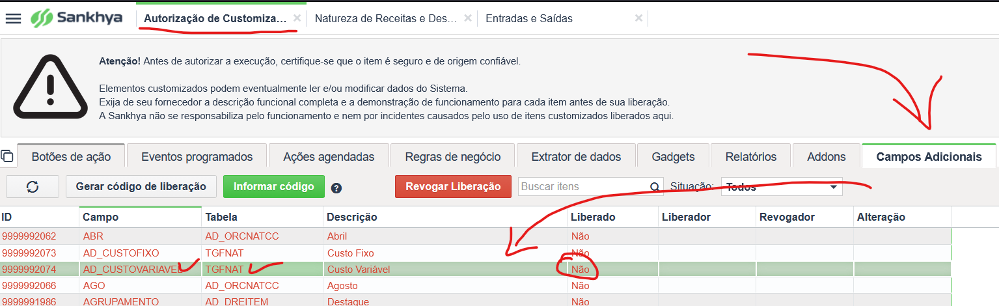 Sankhya
Autorização de Customiza... × Natureza de Receitas e Des... × Entradas e Saídas ×
Atenção! Antes de autorizar a execução, certifique-se que o item é seguro e de origem confiável.
Elementos customizados podem eventualmente ler e/ou modificar dados do Sistema.
Exija de seu fornecedor a descrição funcional completa e a demonstração de funcionamento para cada item antes de sua liberação.
A Sankhya não se responsabiliza pelo funcionamento e nem por incidentes causados pelo uso de itens customizados liberados aqui.
Botões de ação Eventos programados Ações agendadas Regras de negócio Extrator de dados Gadgets Relatórios Addons Campos Adicionais
Gerar código de liberação Informar código ? Revogar Liberação Buscar itens Situação: Todos
ID Campo Tabela Descrição Liberado Liberador Revogador Alteração
9999992062 ABR AD_ORCNATCC Abril Não
9999992073 AD_CUSTOFIXO TGFNAT Custo Fixo Não
9999992074 AD_CUSTOVARIAVEL TGFNAT Custo Variável Não
9999992066 AGO AD_ORCNATCC Agosto Não
9999991986 AGRUPAMENTO AD_DREITEM Destaque Não